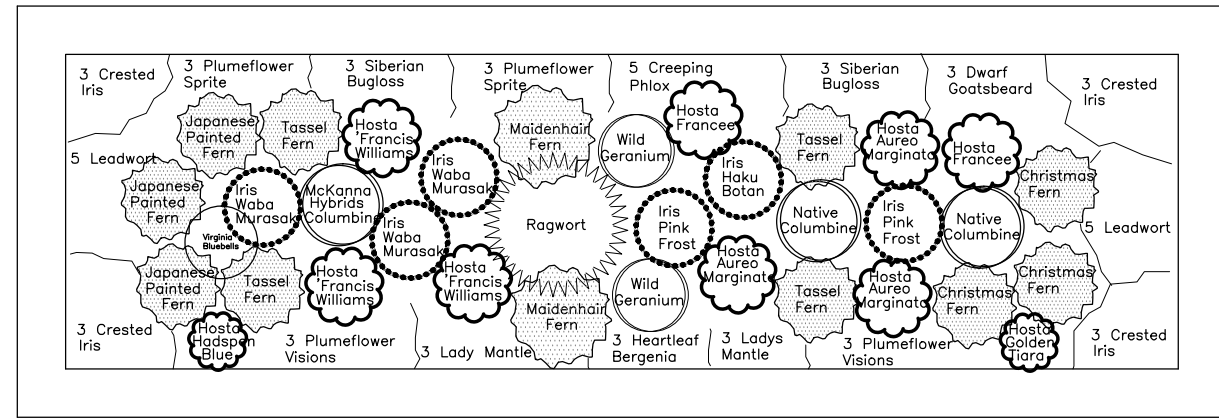 3 Crested
Iris
3 Plumeflower
Sprite
3 Siberian
Bugloss
3 Plumeflower
Sprite
5 Creeping
Phlox
3 Siberian
Bugloss
3 Dwarf
Goatsbeard
3 Crested
Iris
Japanese
Painted
Fern
Tassel
Fern
Hosta
'Francis
Williams
Maidenhair
Fern
Wild
Geranium
Hosta
Francee
Tassel
Fern
Hosta
Aureo
Marginata
Hosta
Francee
5 Leadwort
Japanese
Painted
Fern
Iris
Waba
Murasaki
McKanna
Hybrids
Columbine
Iris
Waba
Murasaki
Iris
Haku
Botan
Christmas
Fern
Virginia
Bluebells
Iris
Waba
Murasaki
Ragwort
Iris
Pink
Frost
Native
Columbine
Iris
Pink
Frost
Native
Columbine
5 Leadwort
Japanese
Painted
Fern
Tassel
Fern
Hosta
'Francis
Williams
Hosta
'Francis
Williams
Maidenhair
Fern
Wild
Geranium
Hosta
Aureo
Marginata
Tassel
Fern
Hosta
Aureo
Marginata
Christmas
Fern
Christmas
Fern
3 Crested
Iris
Hosta
Hadspen
Blue
3 Plumeflower
Visions
3 Lady Mantle
3 Heartleaf
Bergenia
3 Ladys
Mantle
3 Plumeflower
Visions
Hosta
Golden
Tiara
3 Crested
Iris